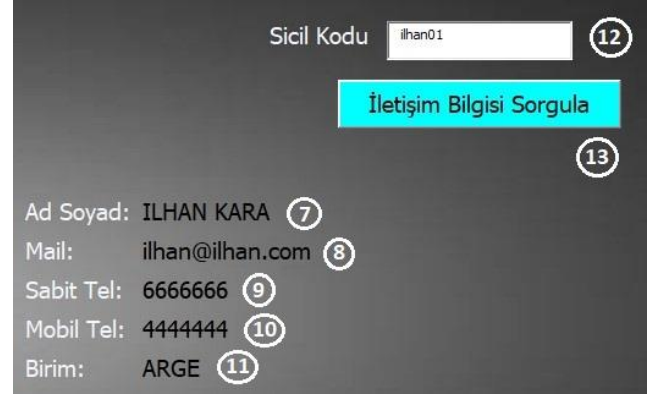 Sicil Kodu ilhan01 12
İletişim Bilgisi Sorgula
13
Ad Soyad: ILHAN KARA 7
Mail: ilhan@ilhan.com 8
Sabit Tel: 6666666 9
Mobil Tel: 4444444 10
Birim: ARGE 11